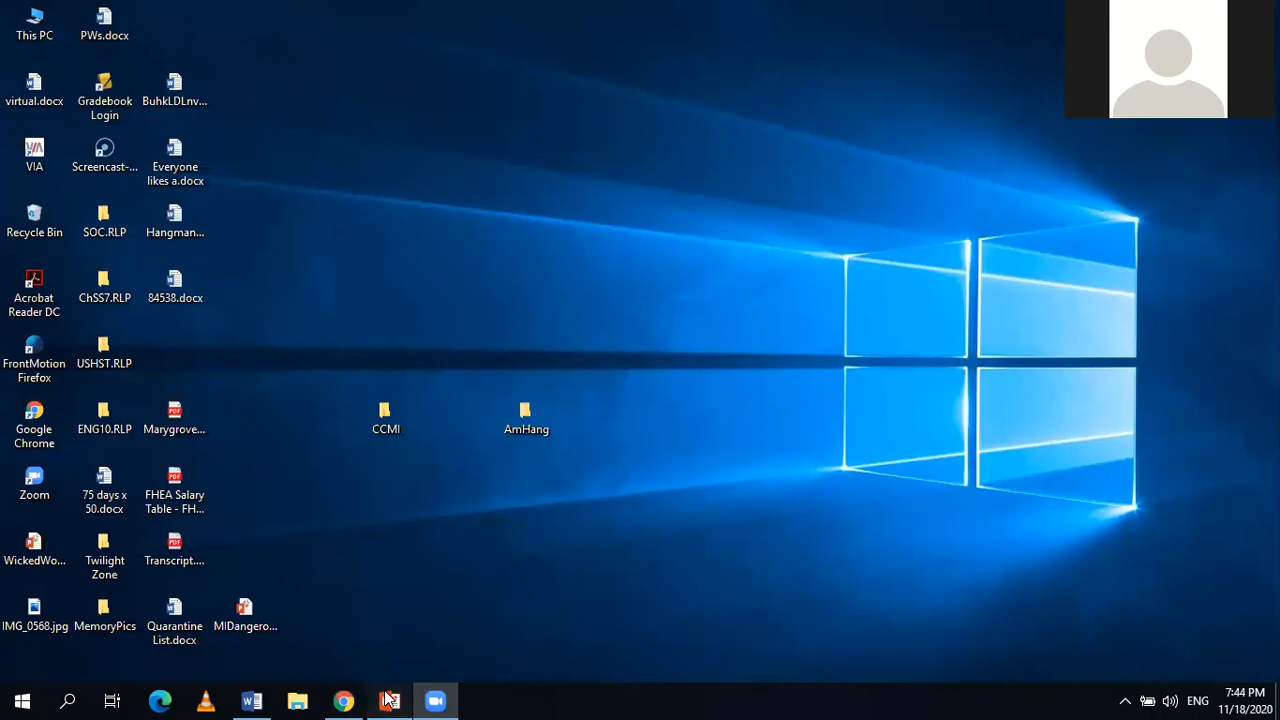 This PC
PWs.docx
virtual.docx
Gradebook
Login
BuhkLDLnv...
VIA
Screencast-...
Everyone
likes a.docx
Recycle Bin
SOC.RLP
Hangman...
Acrobat
Reader DC
ChSS7.RLP
84538.docx
FrontMotion
Firefox
USHST.RLP
Google
Chrome
ENG10.RLP
Marygrove...
CCMI
AmHang
Zoom
75 days x
50.docx
FHEA Salary
Table - FH...
WickedWo...
Twilight
Zone
Transcript....
IMG_0568.jpg
MemoryPics
Quarantine
List.docx
MIDangero...
ENG
7:44 PM
11/18/2020